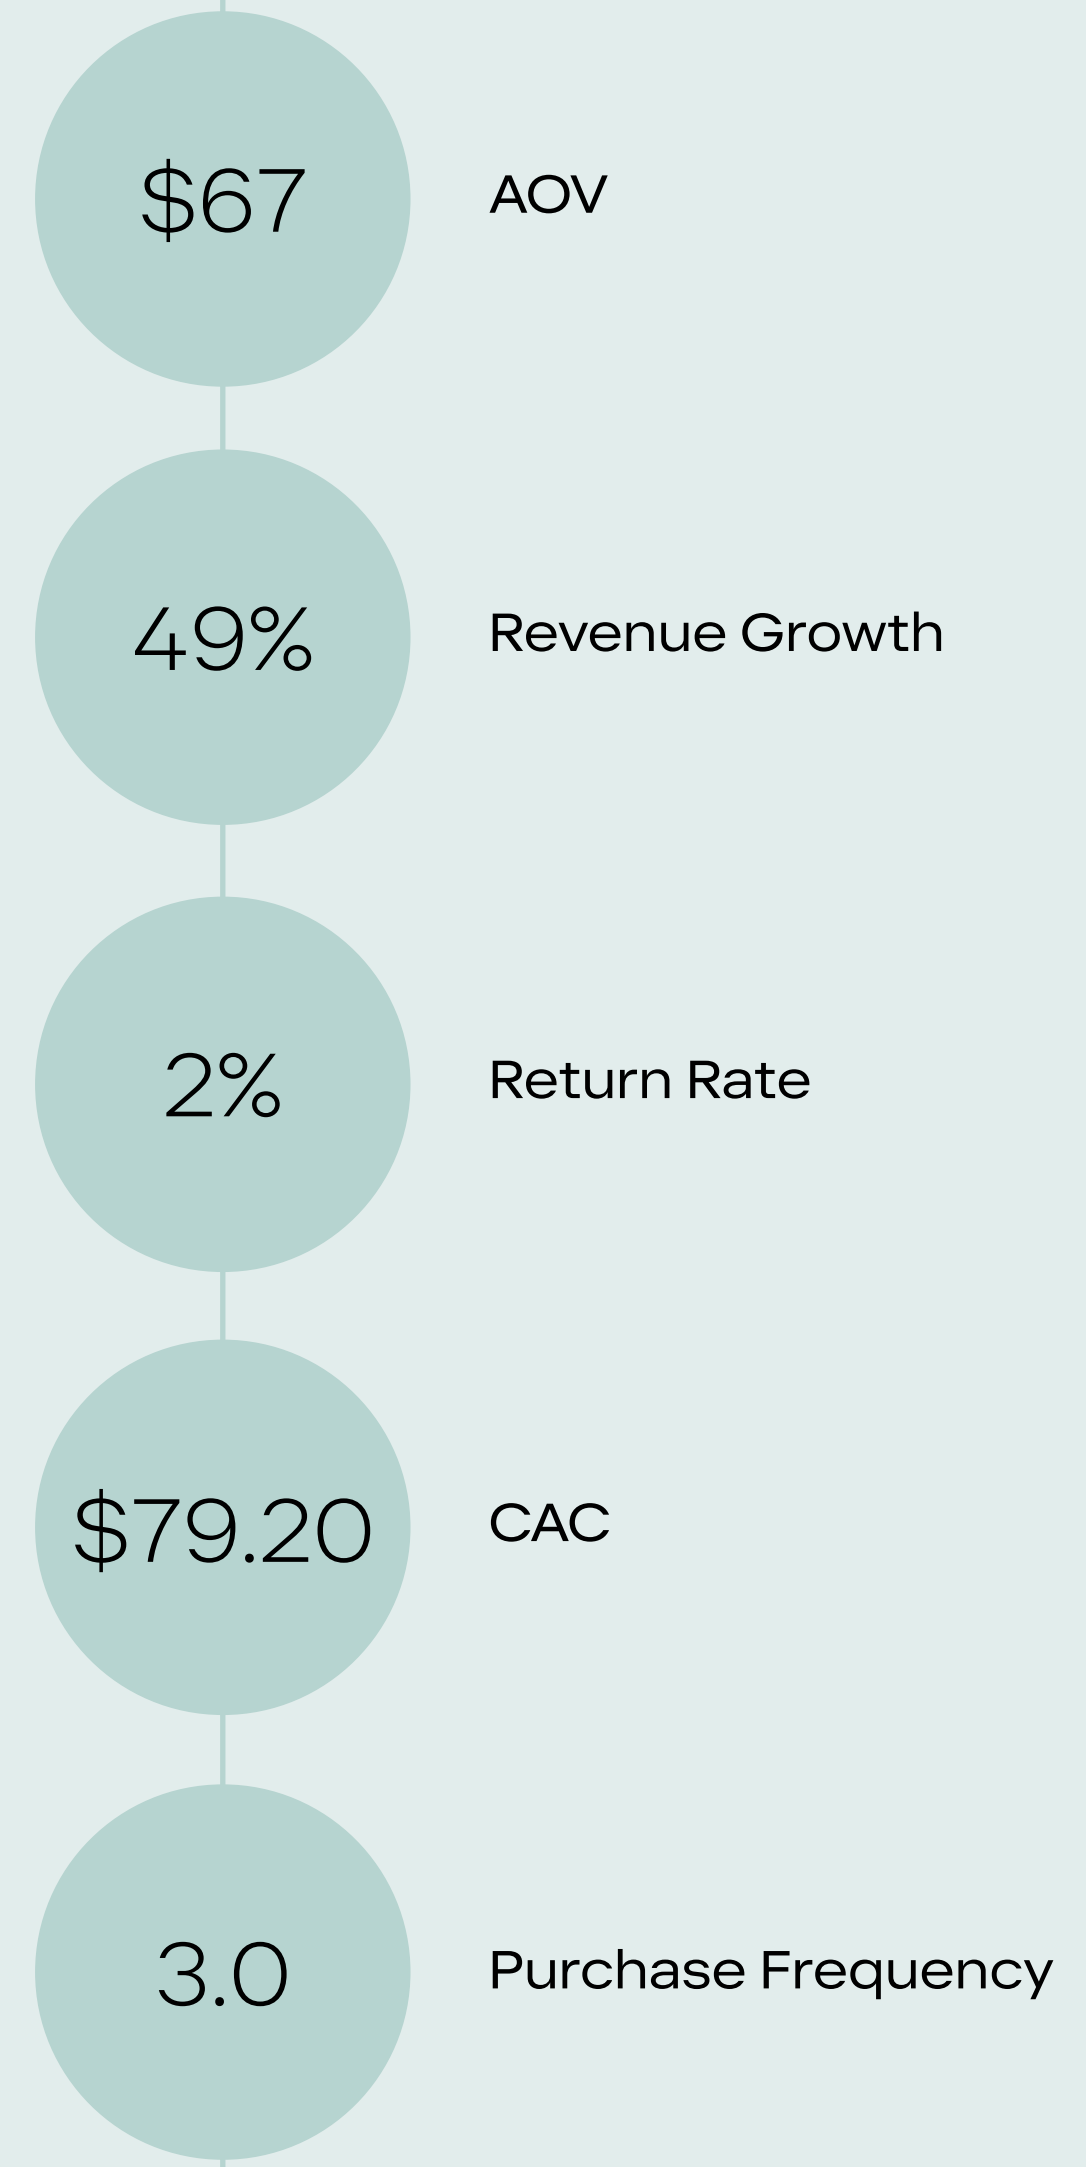 $67
AOV
49%
Revenue Growth
2%
Return Rate
$79.20
CAC
3.0
Purchase Frequency